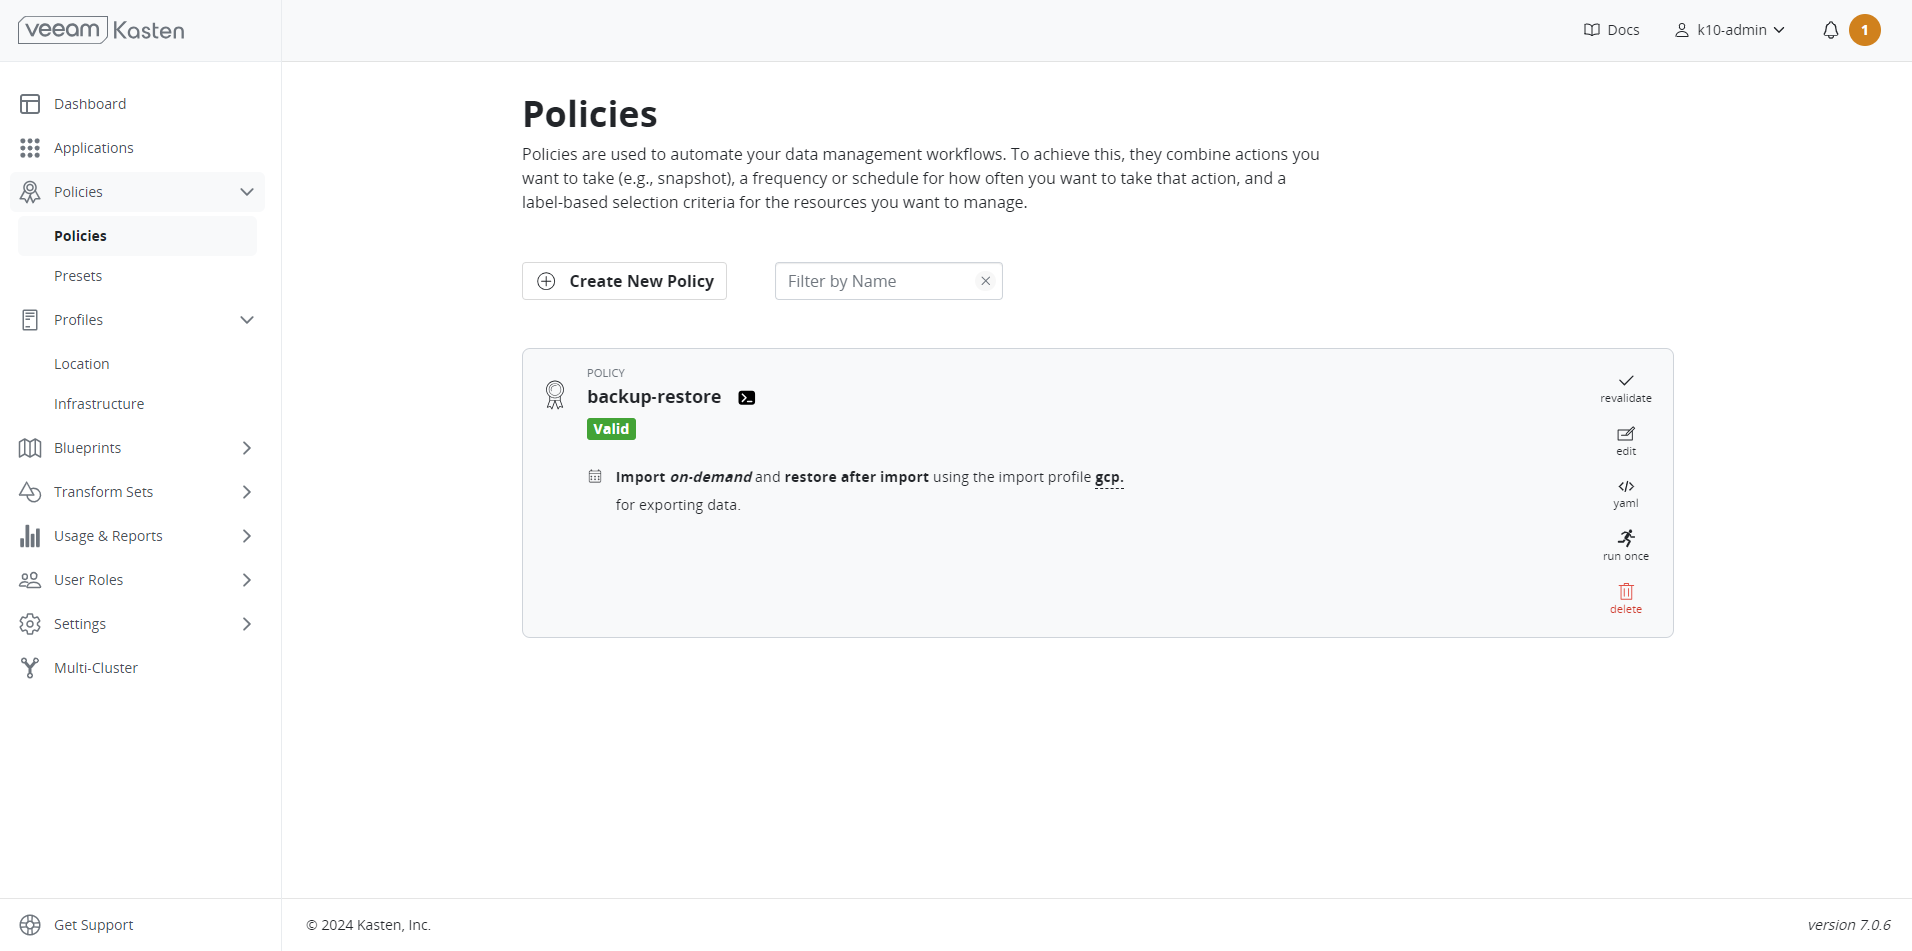 veeam Kasten
Docs
k10-admin
1
Dashboard
Applications
Policies
Policies
Presets
Profiles
Location
Infrastructure
Blueprints
Transform Sets
Usage & Reports
User Roles
Settings
Multi-Cluster
Get Support
Policies
Policies are used to automate your data management workflows. To achieve this, they combine actions you
want to take (e.g., snapshot), a frequency or schedule for how often you want to take that action, and a
label-based selection criteria for the resources you want to manage.
Create New Policy
Filter by Name
POLICY
backup-restore
Valid
Import on-demand and restore after import using the import profile gcp.
for exporting data.
revalidate
edit
yaml
run once
delete
© 2024 Kasten, Inc.
version 7.0.6